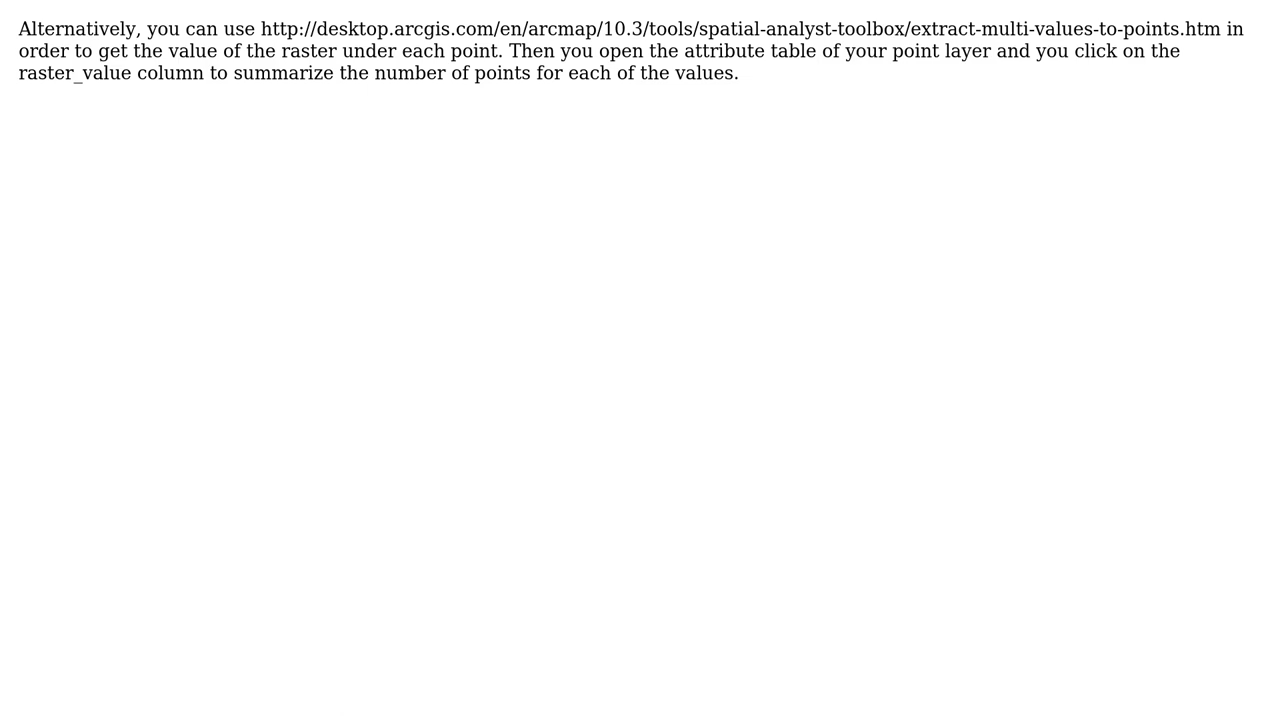 Alternatively, you can use http://desktop.arcgis.com/en/arcmap/10.3/tools/spatial-analyst-toolbox/extract-multi-values-to-points.htm in
order to get the value of the raster under each point. Then you open the attribute table of your point layer and you click on the
raster_value column to summarize the number of points for each of the values.